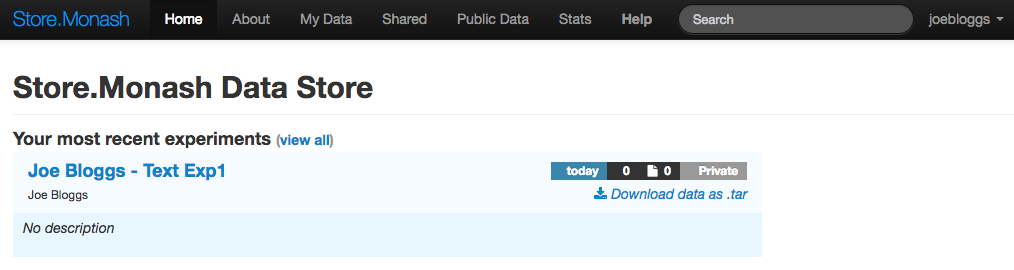 Store.Monash Home About My Data Shared Public Data Stats Help Search joebloggs
Store.Monash Data Store
Your most recent experiments (view all)
Joe Bloggs - Text Exp1 today 0 0 Private
Joe Bloggs Download data as .tar
No description